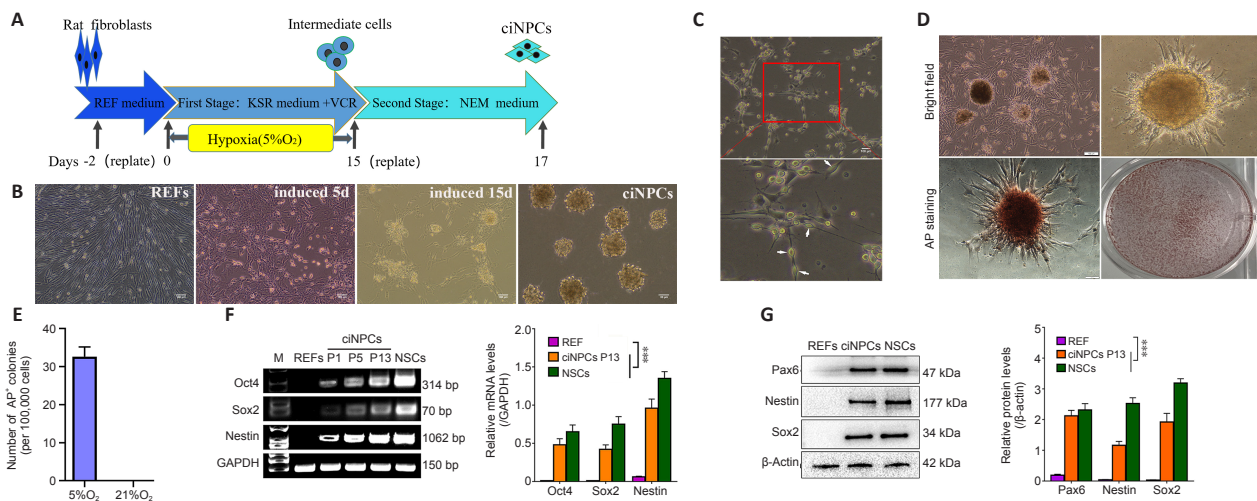 A
Rat fibroblasts
Intermediate cells
ciNPCs
REF medium
First Stage: KSR medium +VCR
Second Stage: NEM medium
Hypoxia(5%O₂)
Days -2 (replate) 0 15 (replate) 17
B
REFs
induced 5d
induced 15d
ciNPCs
C
D
Bright field
AP staining
E
Number of AP⁺ colonies
(per 100,000 cells)
40
30
20
10
0
5%O₂ 21%O₂
F
ciNPCs
M REFs P1 P5 P13 NSCs
Oct4 314 bp
Sox2 70 bp
Nestin 1062 bp
GAPDH 150 bp
Relative mRNA levels
(/GAPDH)
2.0
1.5
1.0
0.5
0.0
REF
ciNPCs P13
NSCs
***
Oct4 Sox2 Nestin
G
REFs ciNPCs NSCs
Pax6 47 kDa
Nestin 177 kDa
Sox2 34 kDa
β-Actin 42 kDa
Relative protein levels
(/β-actin)
4
3
2
1
0
REF
ciNPCs P13
NSCs
***
Pax6 Nestin Sox2